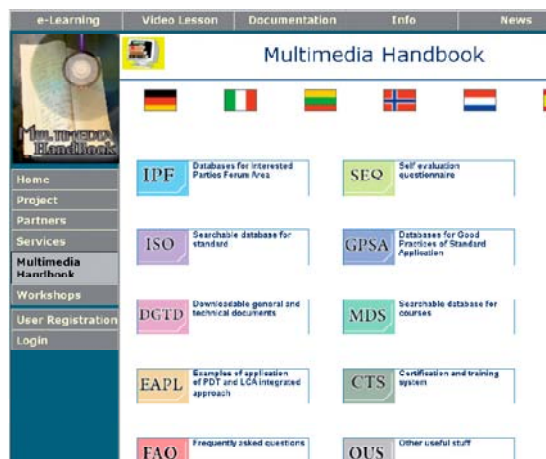 e-Learning
Video Lesson
Documentation
Info
News
Multimedia Handbook
MULTIMEDIA
HANDBOOK
Home
Project
Partners
Services
Multimedia
Handbook
Workshops
User Registration
Login
IPF
Databases for Interested
Parties Forum Area
SEQ
Self evaluation
questionnaire
ISO
Searchable database for
standard
GPSA
Databases for Good
Practices of Standard
Application
DGTD
Downloadable general and
technical documents
MDS
Searchable database for
courses
EAPL
Examples of application
of PDT and LCA integrated
approach
CTS
Certification and training
system
FAQ
Frequently asked questions
OUS
Other useful stuff